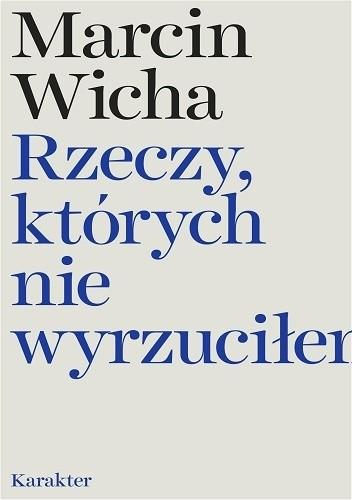 Marcin
Wicha
Rzeczy,
których
nie
wyrzuciłem
Karakter